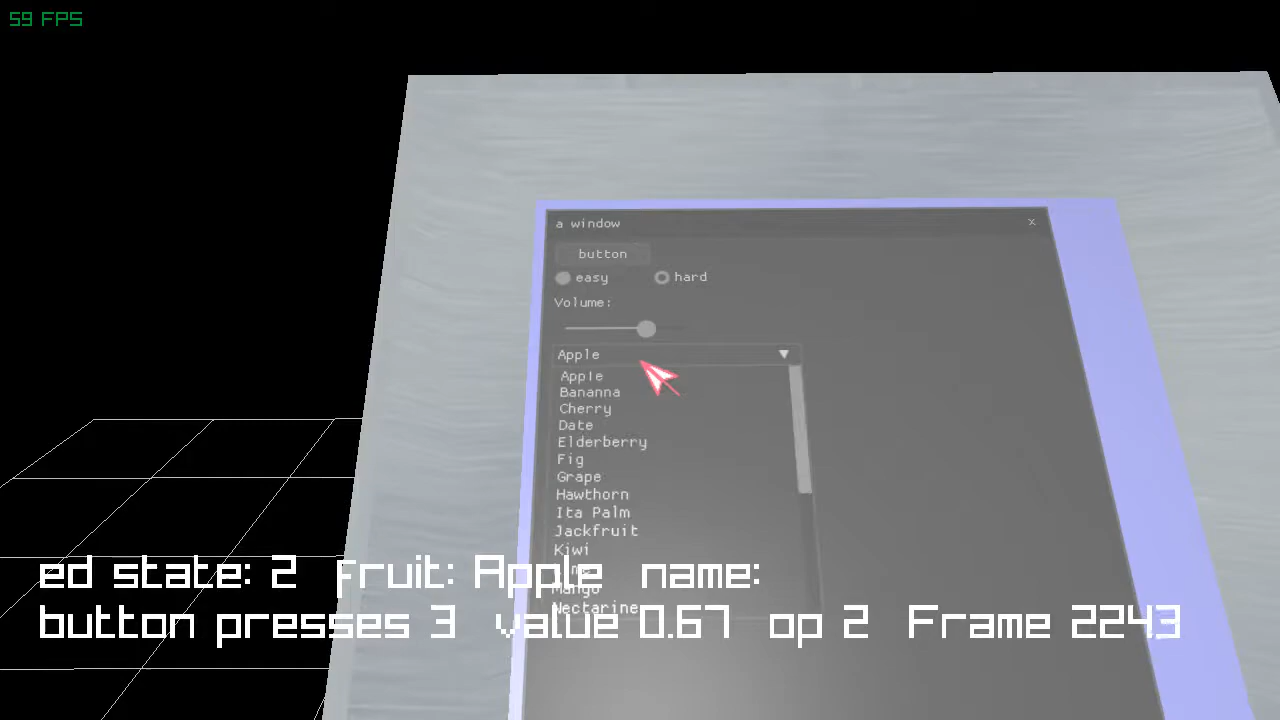 59 FPS
a window x
button
easy hard
Volume:
Apple
Apple
Bananna
Cherry
Date
Elderberry
Fig
Grape
Hawthorn
Ita Palm
Jackfruit
Kiwi
Mango
Nectarine
ed state: 2 fruit: Apple name:
button presses 3 value 0.67 op 2 Frame 2243